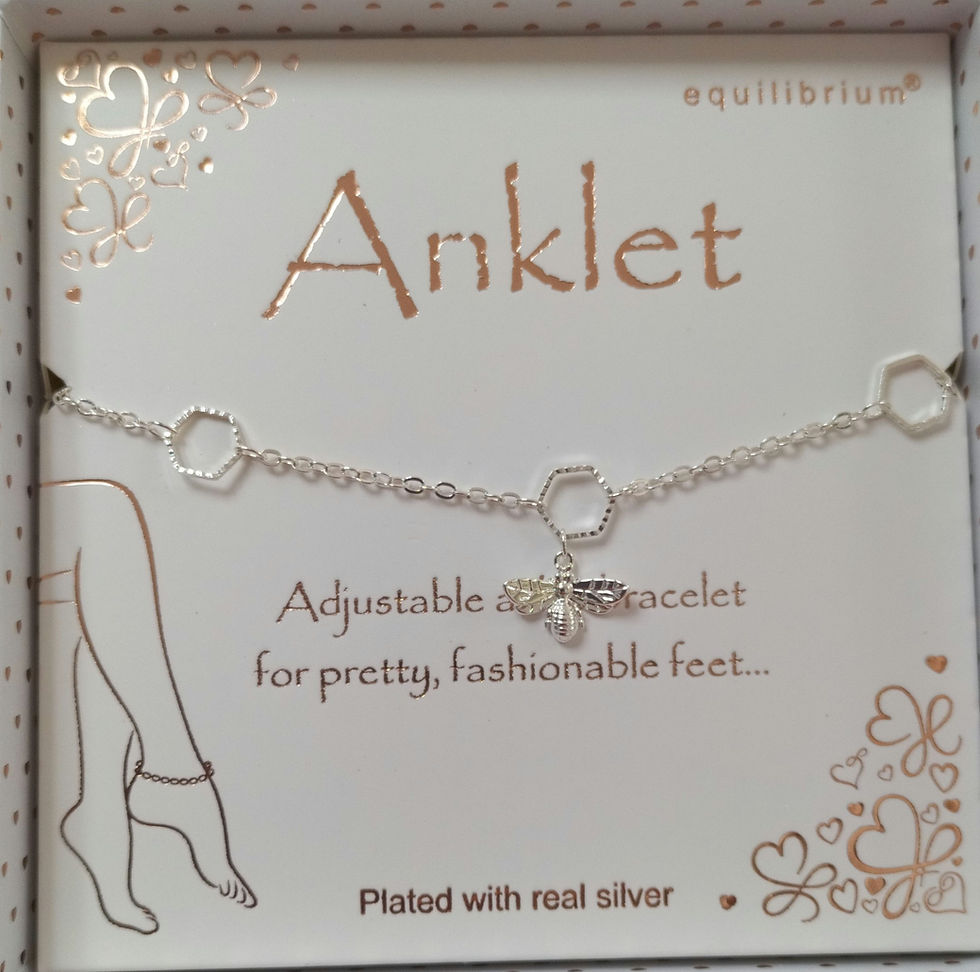 equilibrium®
Anklet
Adjustable
for pretty, fashionable feet...
Plated with real silver